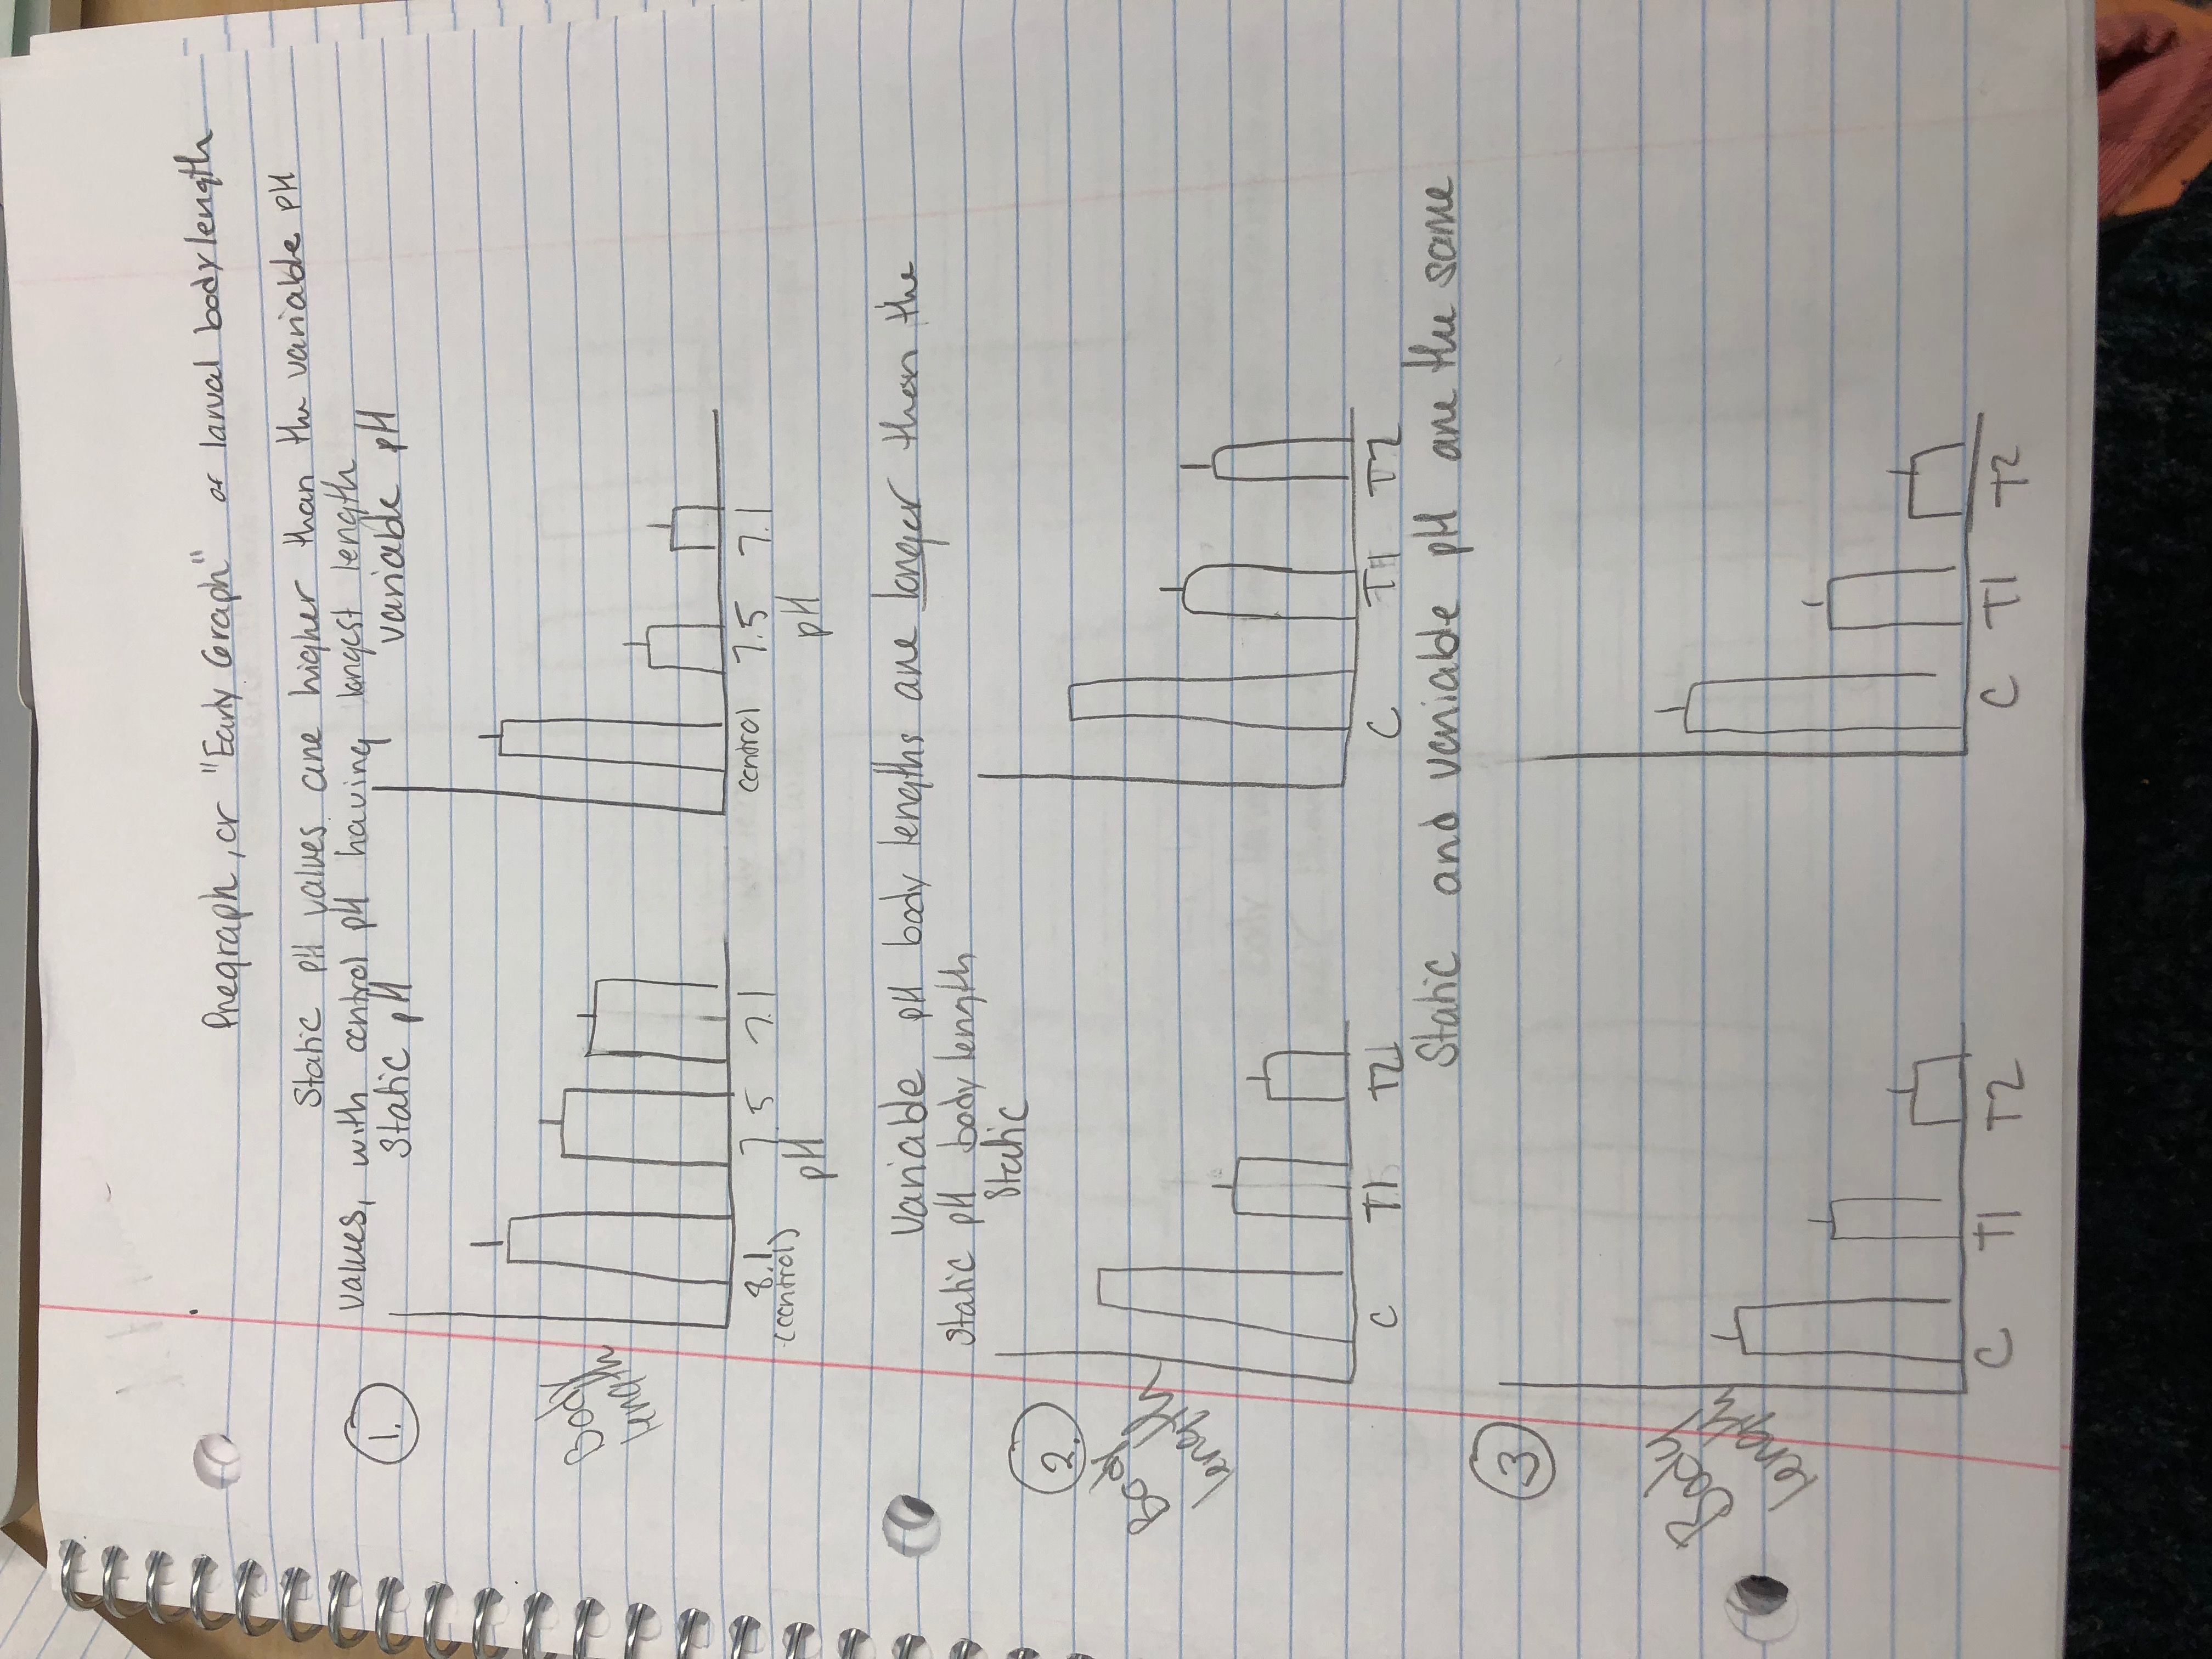 Pregraph, or "Early Graph" of larval body length
Static pH values are higher than the variable pH
values, with control pH having longest length
1.
Static pH
variable pH
Body
length
8.1
7.5
7.1
(control)
pH
control
7.5
7.1
pH
Variable pH body lengths are longer than the
static pH body length
2.
Static
Body
length
C
T1
T2
C
T1
T2
Static and variable pH are the same
3
Body
length
C
T1
T2
C
T1
T2